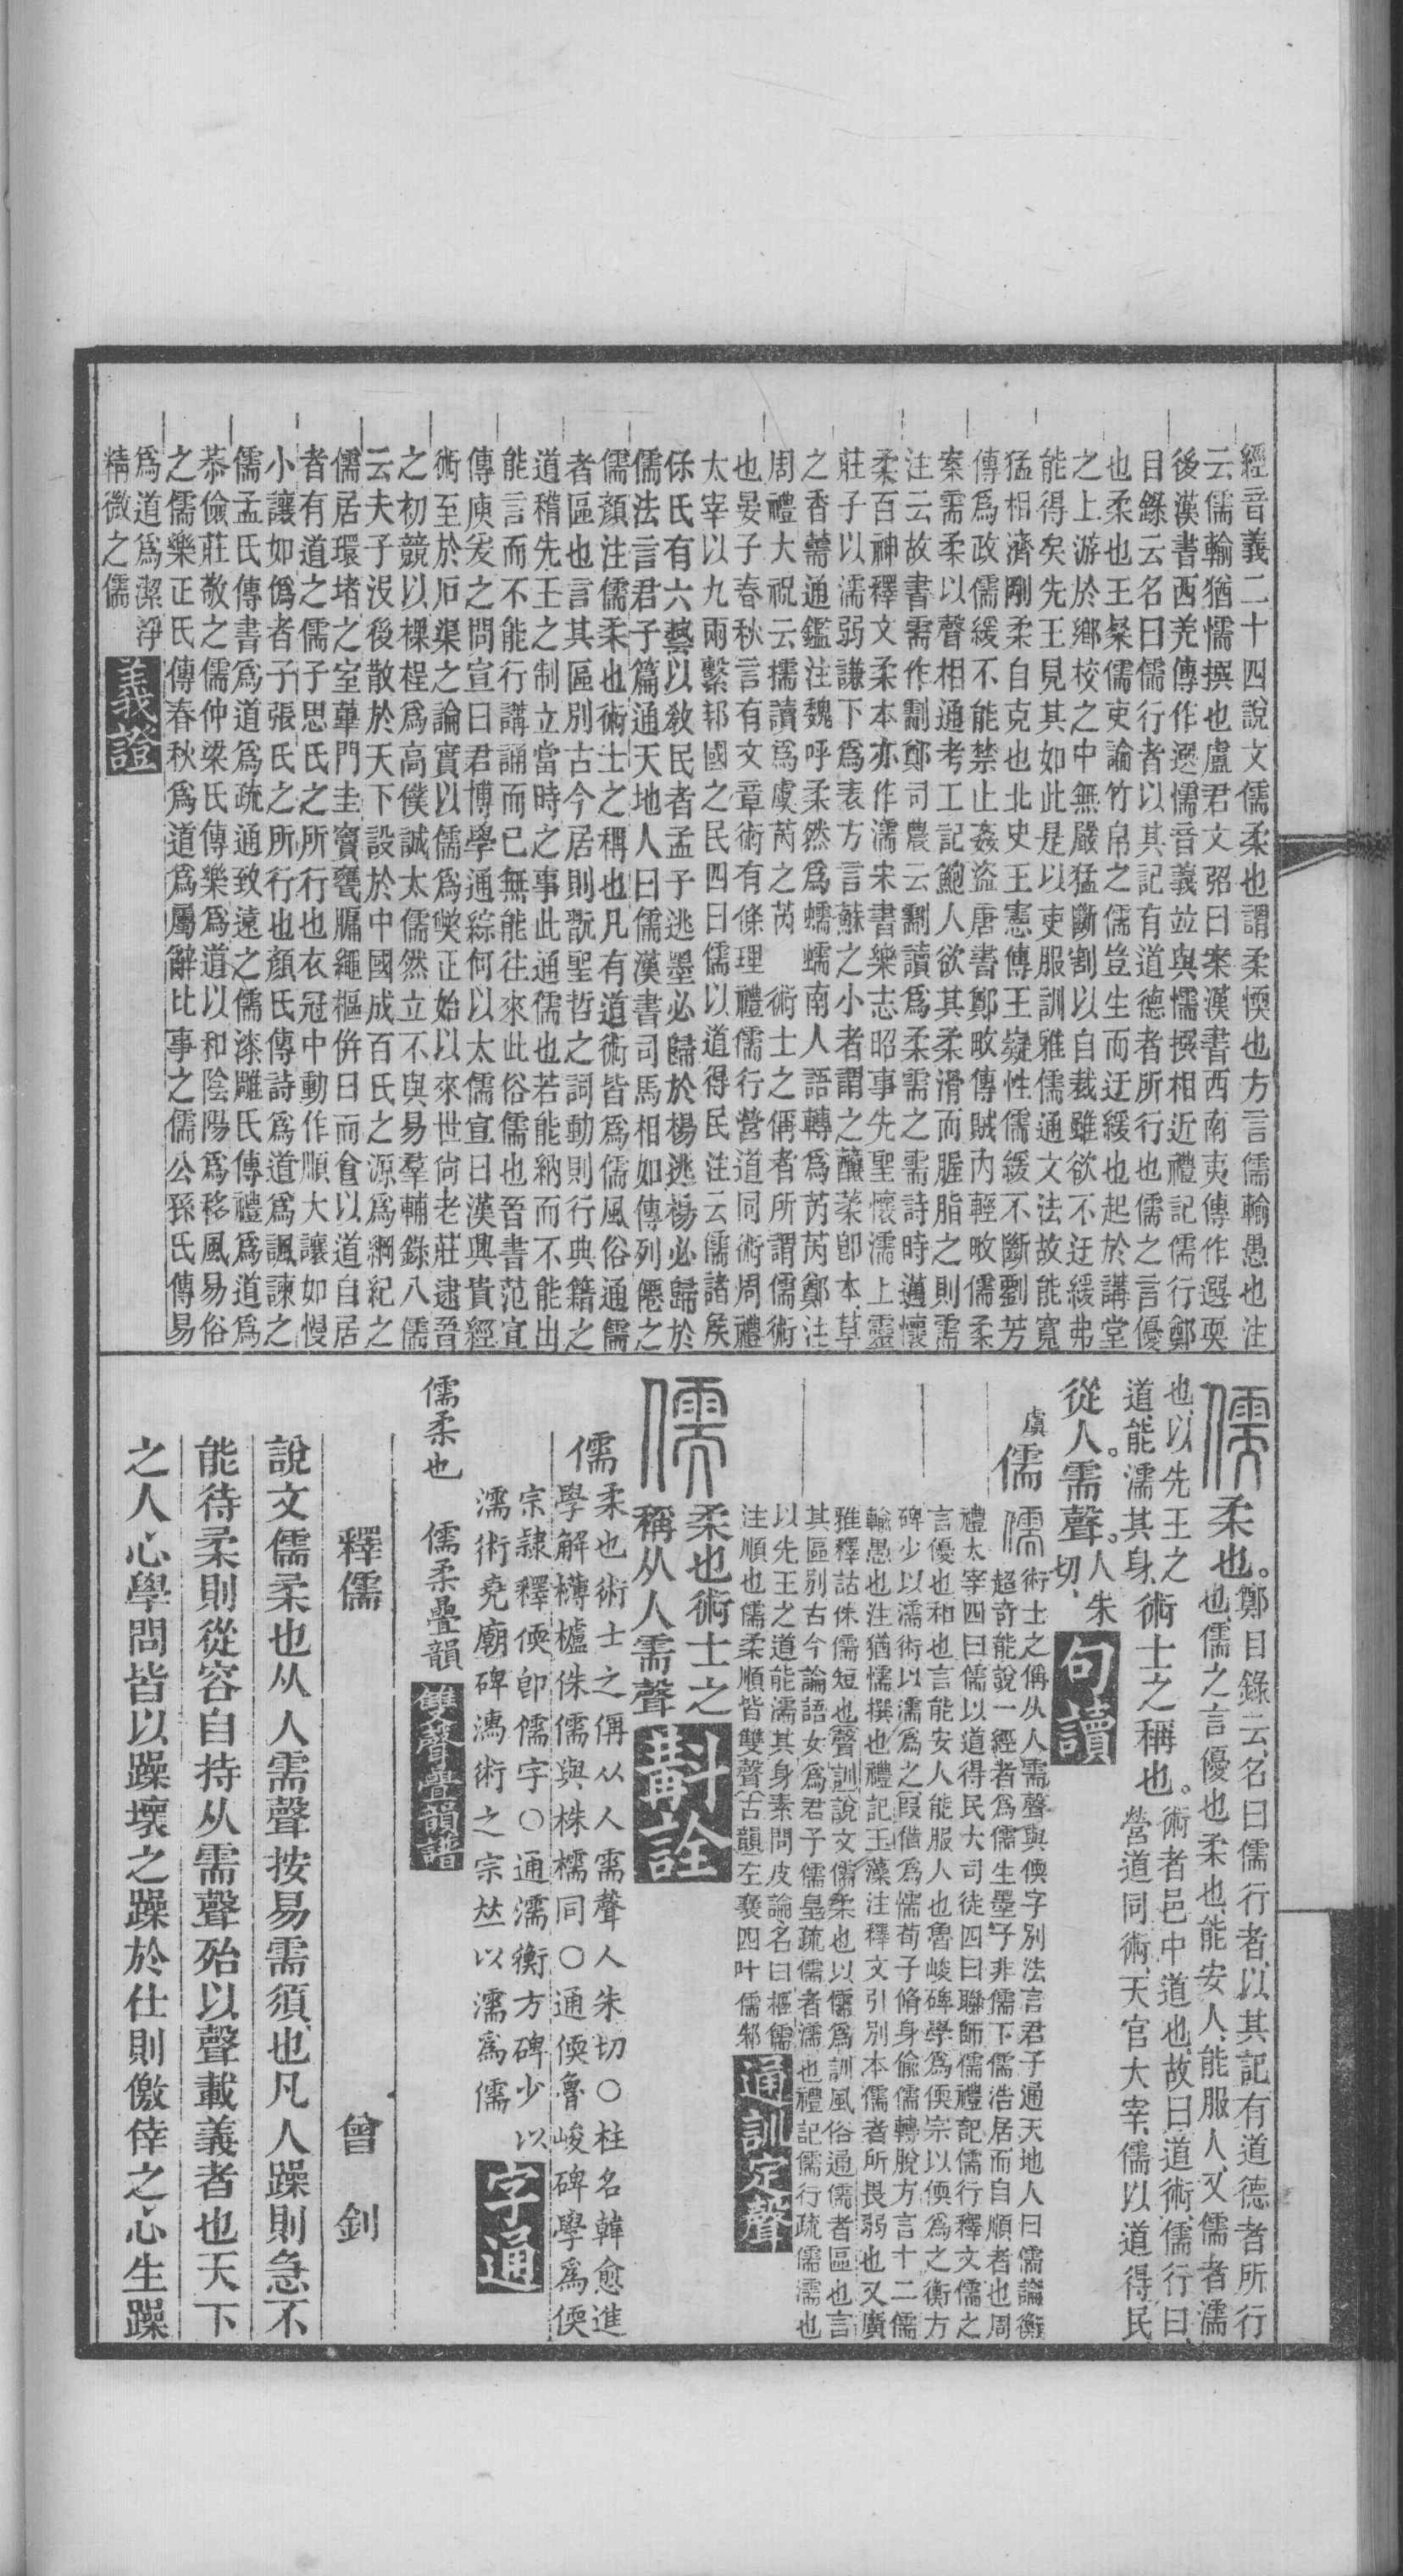 經音義二十四說文儒柔也謂柔愞也方言儒輸愚也注
云儒輸猶懦撰也盧君文弨曰案漢書西南夷傳作選耎
後漢書西羌傳作選懦音義並與懦撰相近禮記儒行鄭
目錄云名曰儒行者以其記有道德者所行也儒之言優
也柔也王粲儒吏論竹帛之儒豈生而迂緩也起於講堂
之上游於鄉校之中無嚴猛斷割以自裁雖欲不迂緩弗
能得矣先王見其如此是以吏服訓雅儒通文法故能寬
猛相濟剛柔自克也北史王憲傳王嶷性儒緩不斷劉芳
傳為政儒緩不能禁止姦盜唐書鄭畋傳賊內輕畋儒柔
案需柔以聲相通考工記鮑人欲其柔滑而腥脂之則需
注云故書需作劀鄭司農云劀讀為柔需之需詩時邁懷
柔百神釋文柔本亦作濡宋書樂志昭事先聖懷濡上靈
莊子以濡弱謙下為表方言蘇之小者謂之釀菜卽本草
之香薷通鑑注魏呼柔然為蠕蠕南人語轉為芮芮鄭注
周禮大祝云擩讀為虞芮之芮 術士之偁者所謂儒術
也晏子春秋言有文章術有條理禮儒行營道同術周禮
太宰以九兩繫邦國之民四曰儒以道得民注云儒諸矦
保氏有六藝以敎民者孟子逃墨必歸於楊逃楊必歸於
儒法言君子篇通天地人曰儒漢書司馬相如傳列僊之
儒顏注儒柔也術士之稱也凡有道術皆為儒風俗通儒
者區也言其區別古今居則翫聖哲之詞動則行典籍之
道稽先王之制立當時之事此通儒也若能納而不能出
能言而不能行講誦而已無能往來此俗儒也晉書范宣
傳庾爰之問宣曰君博學通綜何以太儒宣曰漢興貴經
術至於石渠之論實以儒為獘正始以來世尙老莊逮晉
之初競以裸裎為高僕誠太儒然立不與易羣輔錄八儒
云夫子沒後散於天下設於中國成百氏之源為綱紀之
儒居環堵之室蓽門圭竇甕牖繩樞倂日而食以道自居
者有道之儒子思氏之所行也衣冠中動作順大讓如慢
小讓如僞者子張氏之所行也顏氏傳詩為道為諷諫之
儒孟氏傳書為道為疏通致遠之儒漆雕氏傳禮為道為
恭儉莊敬之儒仲梁氏傳樂為道以和陰陽為移風易俗
之儒樂正氏傳春秋為道為屬辭比事之儒公孫氏傳易
為道為潔淨
精微之儒 義證
儒 柔也。鄭目錄云、名曰儒行者、以其記有道德者所行
也、儒之言優也柔也、能安人、能服人、又儒者濡
也、以先王之
道、能濡其身、術士之稱也。術者邑中道也、故曰道術、儒行曰、
營道同術、天官大宰、儒以道得民
從人。需聲。人朱
切、 句讀
虞 儒 儒 術士之偁从人需聲與偄字別法言君子通天地人曰儒論衡
超奇能說一經者為儒生墨子非儒下儒浩居而自順者也周
禮太宰四曰儒以道得民大司徒四曰聯師儒禮記儒行釋文儒之
言優也和也言能安人能服人也魯峻碑學為偄宗以偄為之衡方
碑少以濡術以濡為之叚借為懦荀子脩身偷儒轉脫方言十二儒
輸愚也注猶懦撰也禮記玉藻注釋文引別本儒者所畏弱也又廣
雅釋詁侏儒短也聲訓說文儒柔也以儒為訓風俗通儒者區也言
其區別古今論語女為君子儒皇疏儒者濡也禮記儒行疏儒濡也
以先王之道能濡其身素問皮論名曰樞儒
注順也儒柔順皆雙聲古韻左襄四叶儒邾 通訓定聲
儒 柔也術士之
稱从人需聲 斠詮
儒 柔也術士之偁从人需聲人朱切〇柱名韓愈進
學解欂櫨侏儒與株檽同〇通偄魯峻碑學為偄
宗隷釋偄卽儒字〇通濡衡方碑少以
濡術堯廟碑濡術之宗𠀤以濡為儒 字通
儒柔也 儒柔疊韻 雙聲疊韻譜
釋儒 曾釗
說文儒柔也从人需聲按易需須也凡人躁則急不
能待柔則從容自持从需聲殆以聲載義者也天下
之人心學問皆以躁壞之躁於仕則儌倖之心生躁